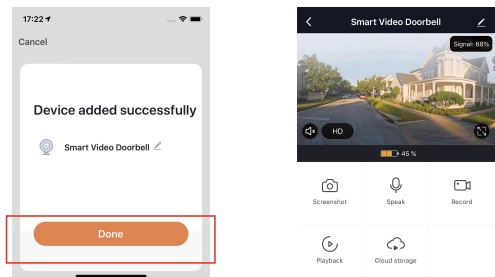 17:22
Cancel
Device added successfully
Smart Video Doorbell
Done
Smart Video Doorbell
Signal: 68%
HD
45 %
Screenshot
Speak
Record
Playback
Cloud storage